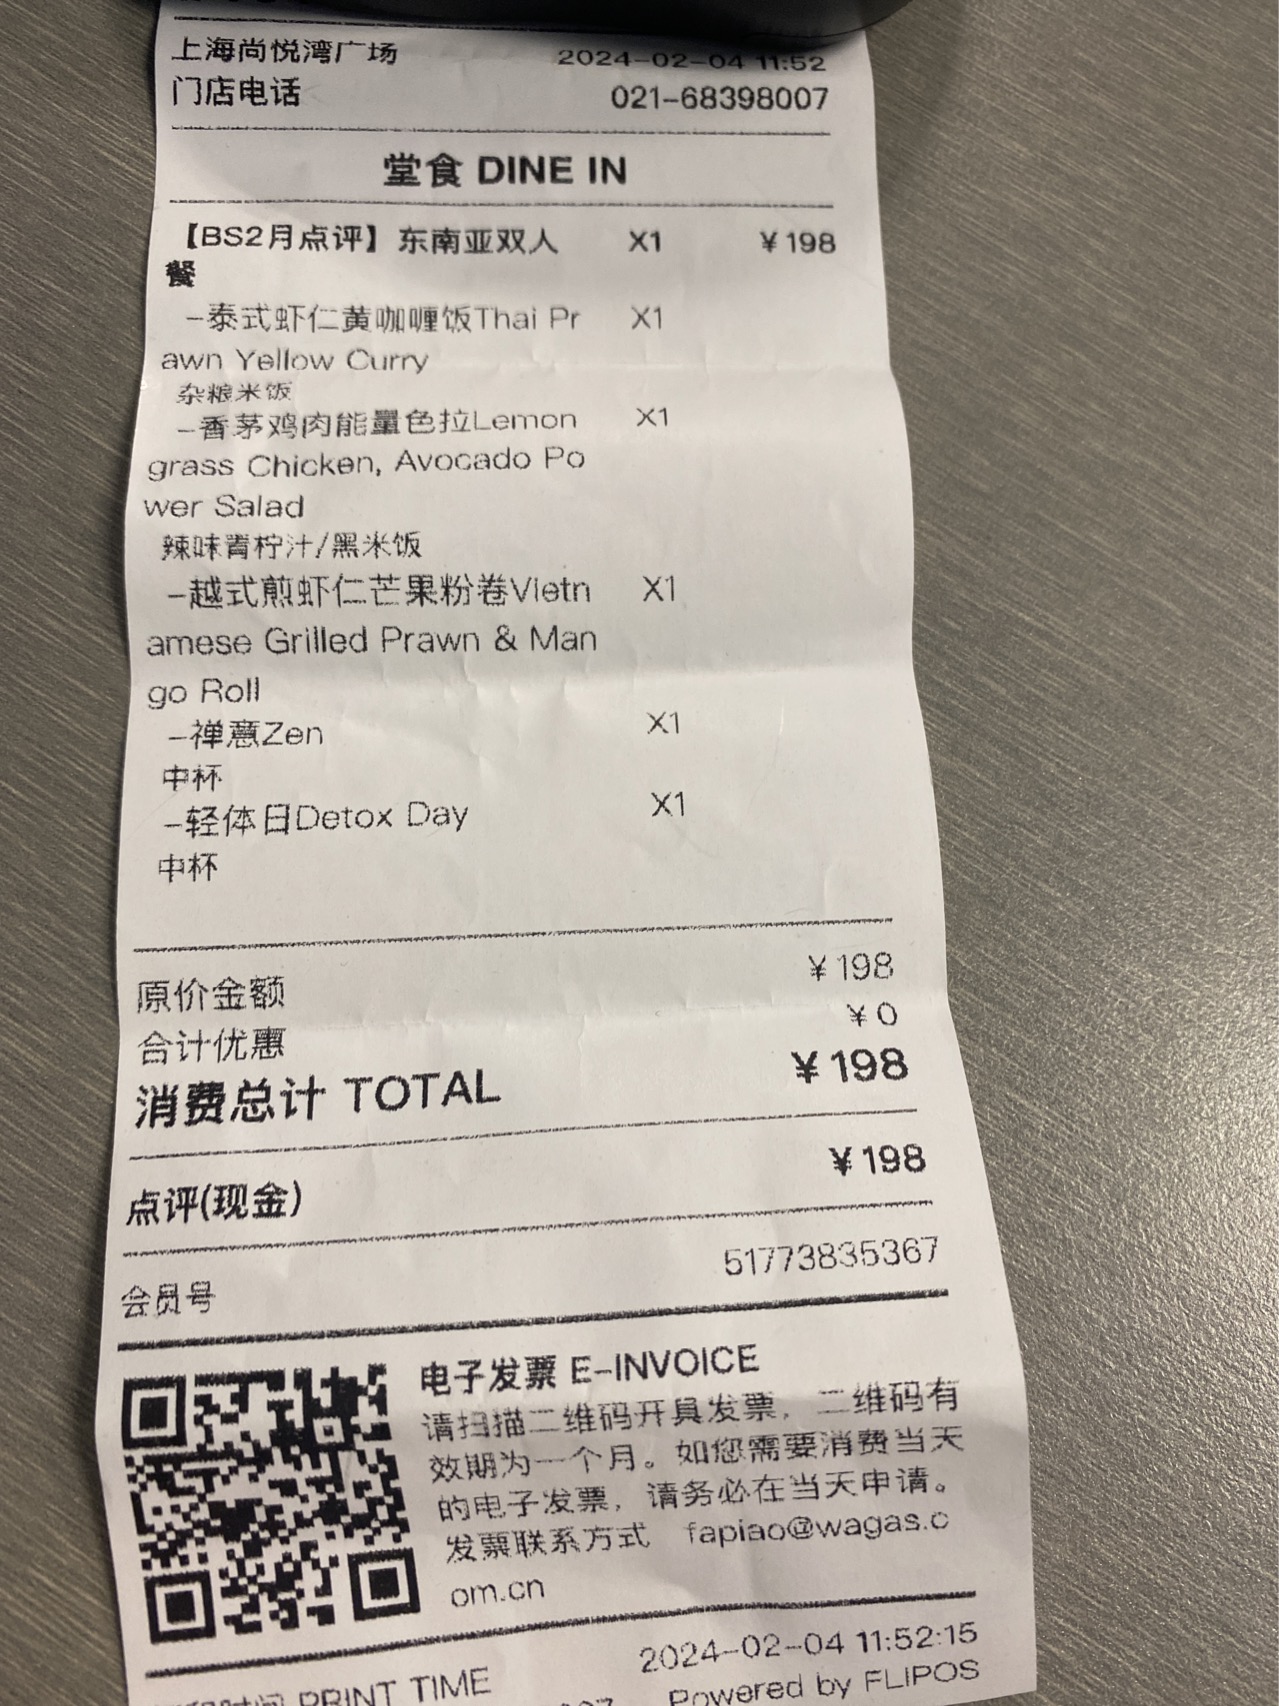 上海尚悦湾广场 2024-02-04 11:52
门店电话 021-68398007
堂食 DINE IN
【BS2月点评】东南亚双人 X1 ¥198
餐
-泰式虾仁黄咖喱饭Thai Pr X1
awn Yellow Curry
杂粮米饭
-香茅鸡肉能量色拉Lemon X1
grass Chicken, Avocado Po
wer Salad
辣味青柠汁/黑米饭
-越式煎虾仁芒果粉卷Vietn X1
amese Grilled Prawn & Man
go Roll
-禅意Zen X1
中杯
-轻体日Detox Day X1
中杯
原价金额 ¥198
合计优惠 ¥0
消费总计 TOTAL ¥198
点评(现金) ¥198
会员号 51773835367
电子发票 E-INVOICE
请扫描二维码开具发票，二维码有
效期为一个月。如您需要消费当天
的电子发票，请务必在当天申请。
发票联系方式 fapiao@wagas.c
om.cn
时间 PRINT TIME 2024-02-04 11:52:15
Powered by FLIPOS